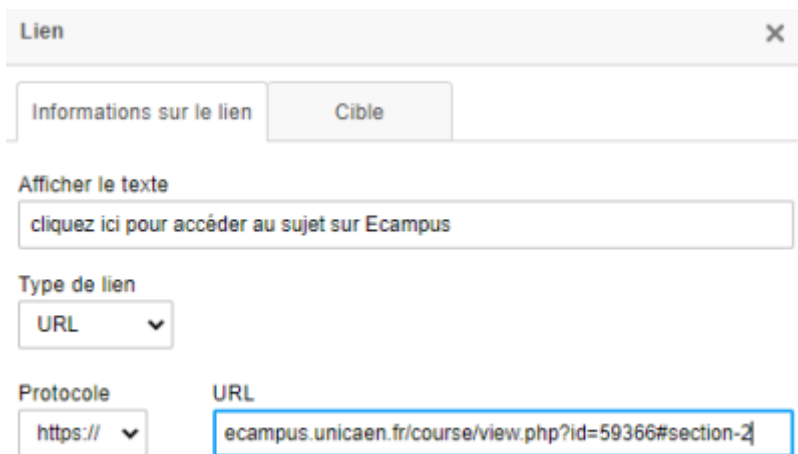 Lien
Informations sur le lien Cible
Afficher le texte
cliquez ici pour accéder au sujet sur Ecampus
Type de lien
URL
Protocole URL
https:// ecampus.unicaen.fr/course/view.php?id=59366#section-2